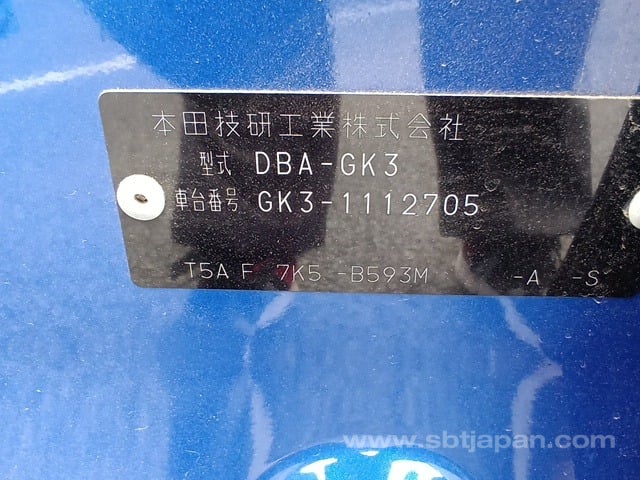 本田技研工業株式会社
型式 DBA-GK3
車台番号 GK3-1112705
T5A F 7K5 -B593M -A -S
www.sbtjapan.com